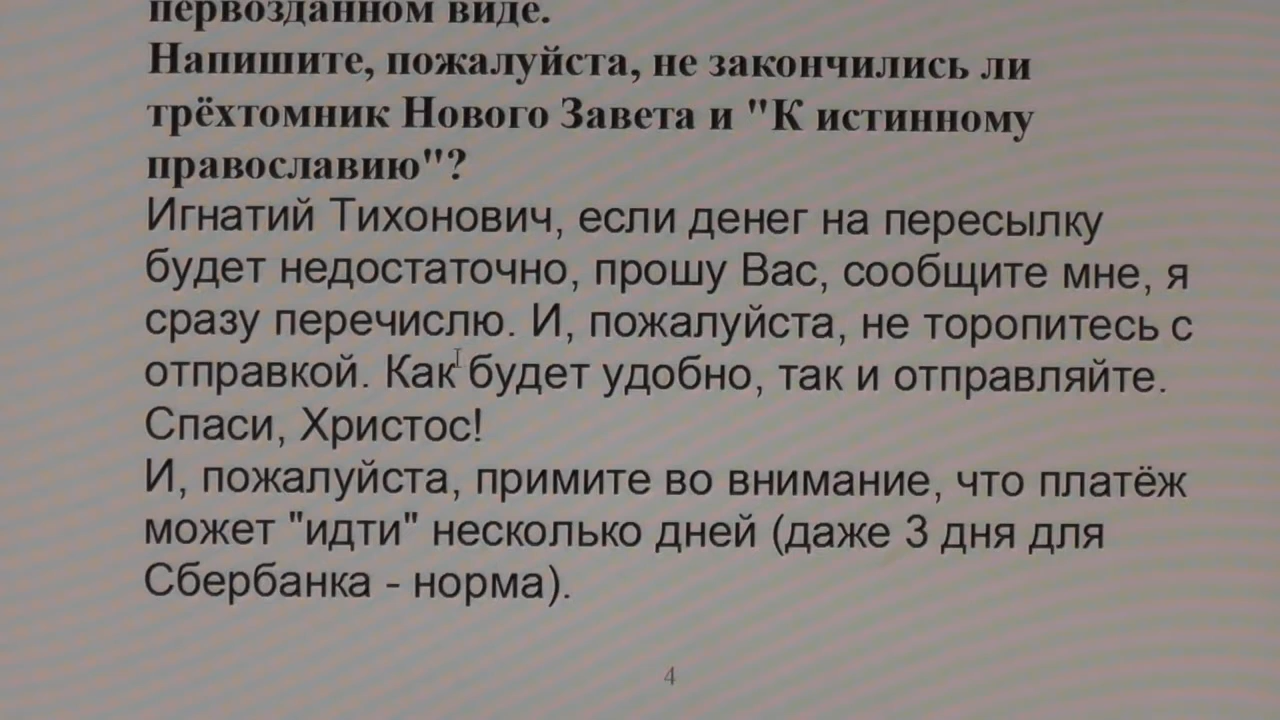 первозданном виде.
Напишите, пожалуйста, не закончились ли
трёхтомник Нового Завета и "К истинному
православию"?
Игнатий Тихонович, если денег на пересылку
будет недостаточно, прошу Вас, сообщите мне, я
сразу перечислю. И, пожалуйста, не торопитесь с
отправкой. Как будет удобно, так и отправляйте.
Спаси, Христос!
И, пожалуйста, примите во внимание, что платёж
может "идти" несколько дней (даже 3 дня для
Сбербанка - норма).
4